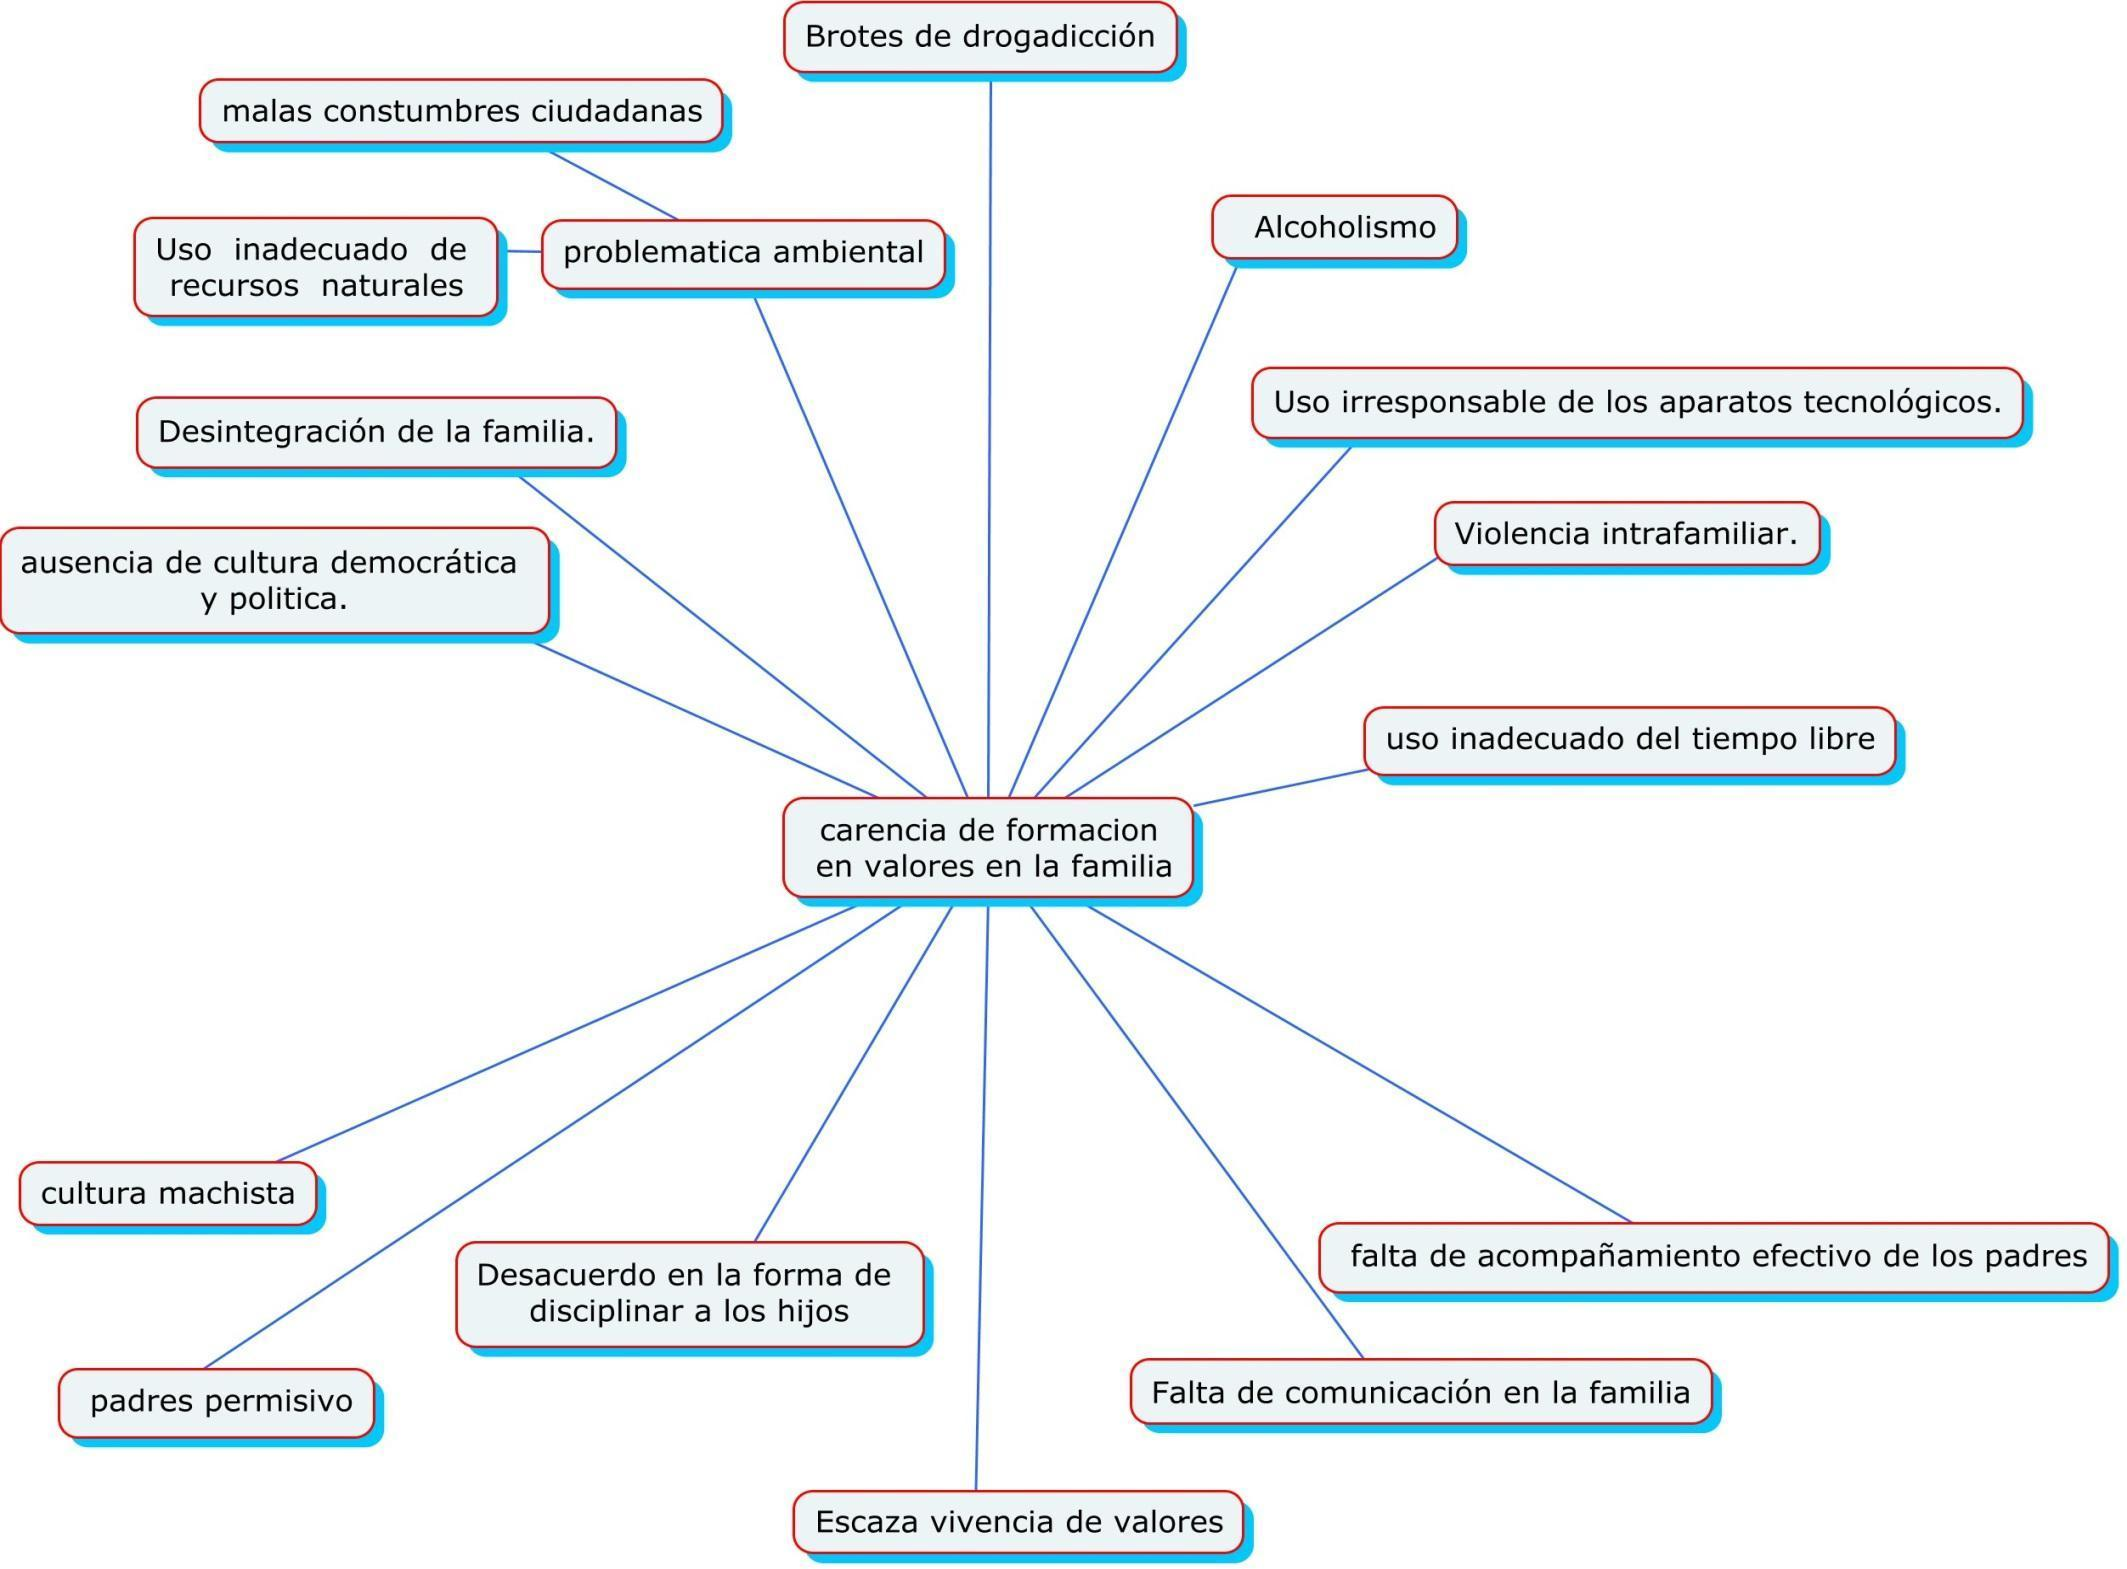 Brotes de drogadicción
malas constumbres ciudadanas
Alcoholismo
Uso inadecuado de
recursos naturales
problematica ambiental
Uso irresponsable de los aparatos tecnológicos.
Desintegración de la familia.
Violencia intrafamiliar.
ausencia de cultura democrática
y politica.
uso inadecuado del tiempo libre
carencia de formacion
en valores en la familia
cultura machista
falta de acompañamiento efectivo de los padres
Desacuerdo en la forma de
disciplinar a los hijos
padres permisivo
Falta de comunicación en la familia
Escaza vivencia de valores